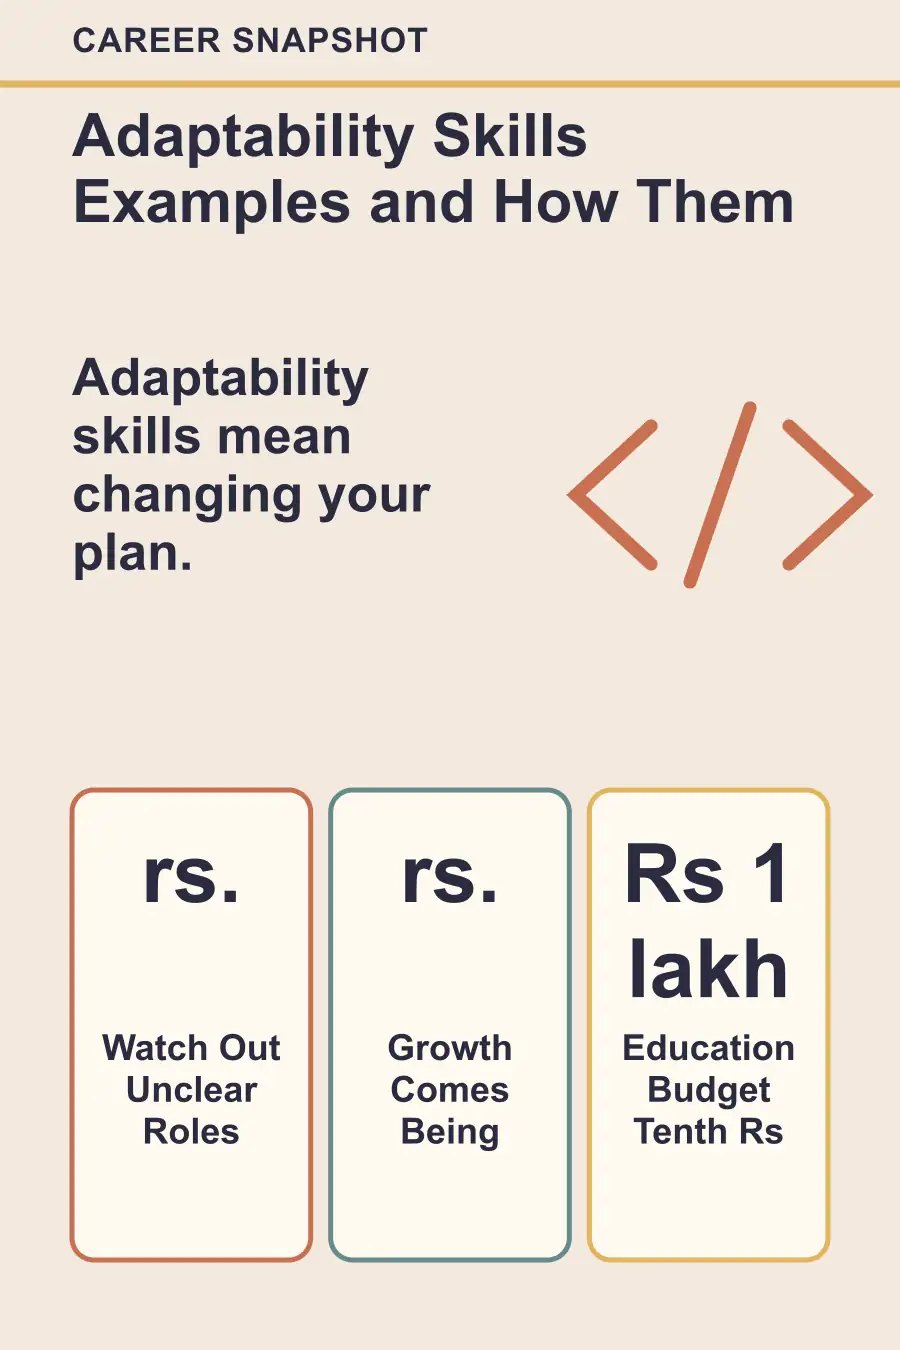 CAREER SNAPSHOT
Adaptability Skills
Examples and How Them
Adaptability
skills mean
changing your
plan.
rs.
Watch Out
Unclear
Roles
rs.
Growth
Comes
Being
Rs 1
lakh
Education
Budget
Tenth Rs